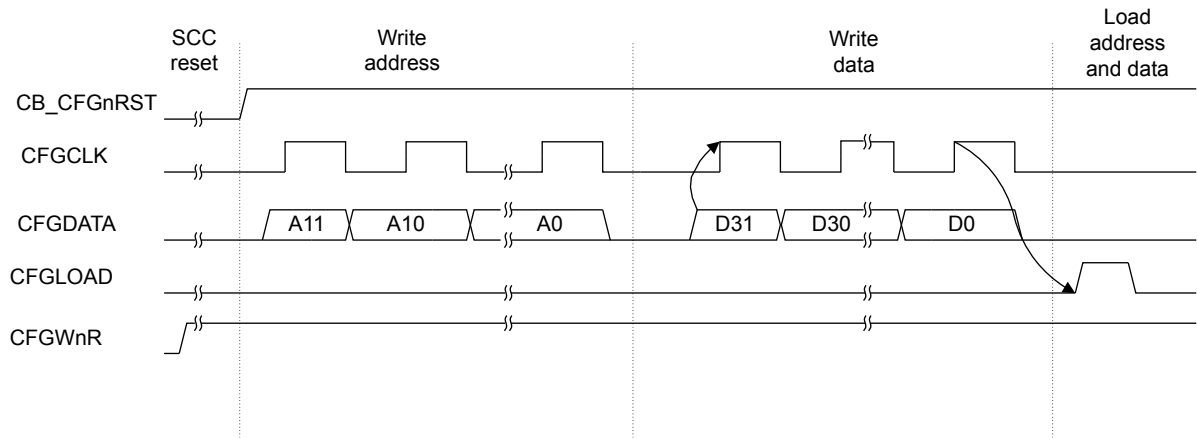 SCC
reset
Write
address
Write
data
Load
address
and data
CB_CFGnRST
CFGCLK
CFGDATA
A11
A10
A0
D31
D30
D0
CFGLOAD
CFGWnR